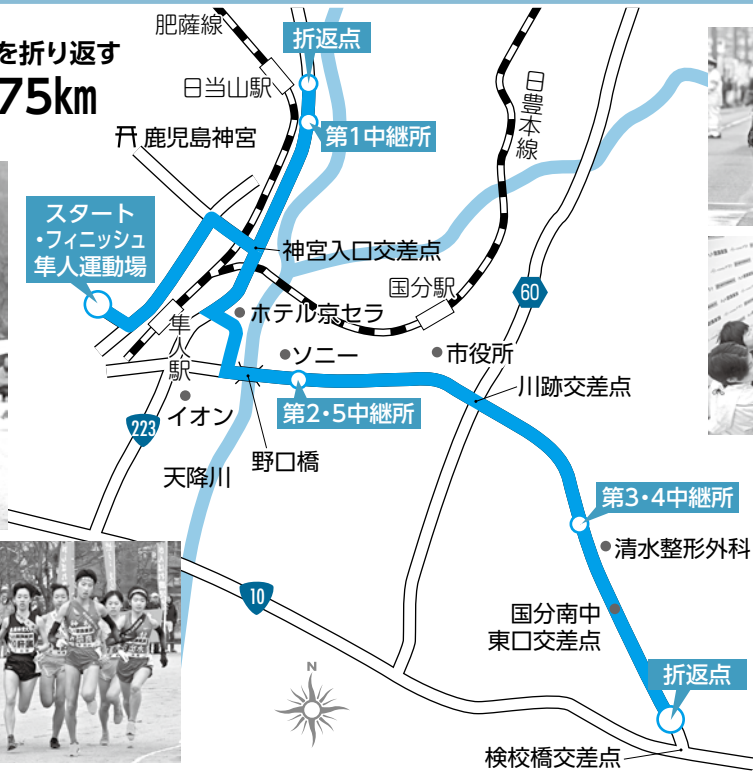 を折り返す
75km
肥薩線
折返点
日当山駅
日豊本線
鹿児島神宮
第1中継所
スタート
・フィニッシュ
隼人運動場
神宮入口交差点
国分駅
60
ホテル京セラ
隼人駅
ソニー
市役所
川跡交差点
第2・5中継所
イオン
223
野口橋
天降川
第3・4中継所
清水整形外科
10
国分南中
東口交差点
N
折返点
検校橋交差点